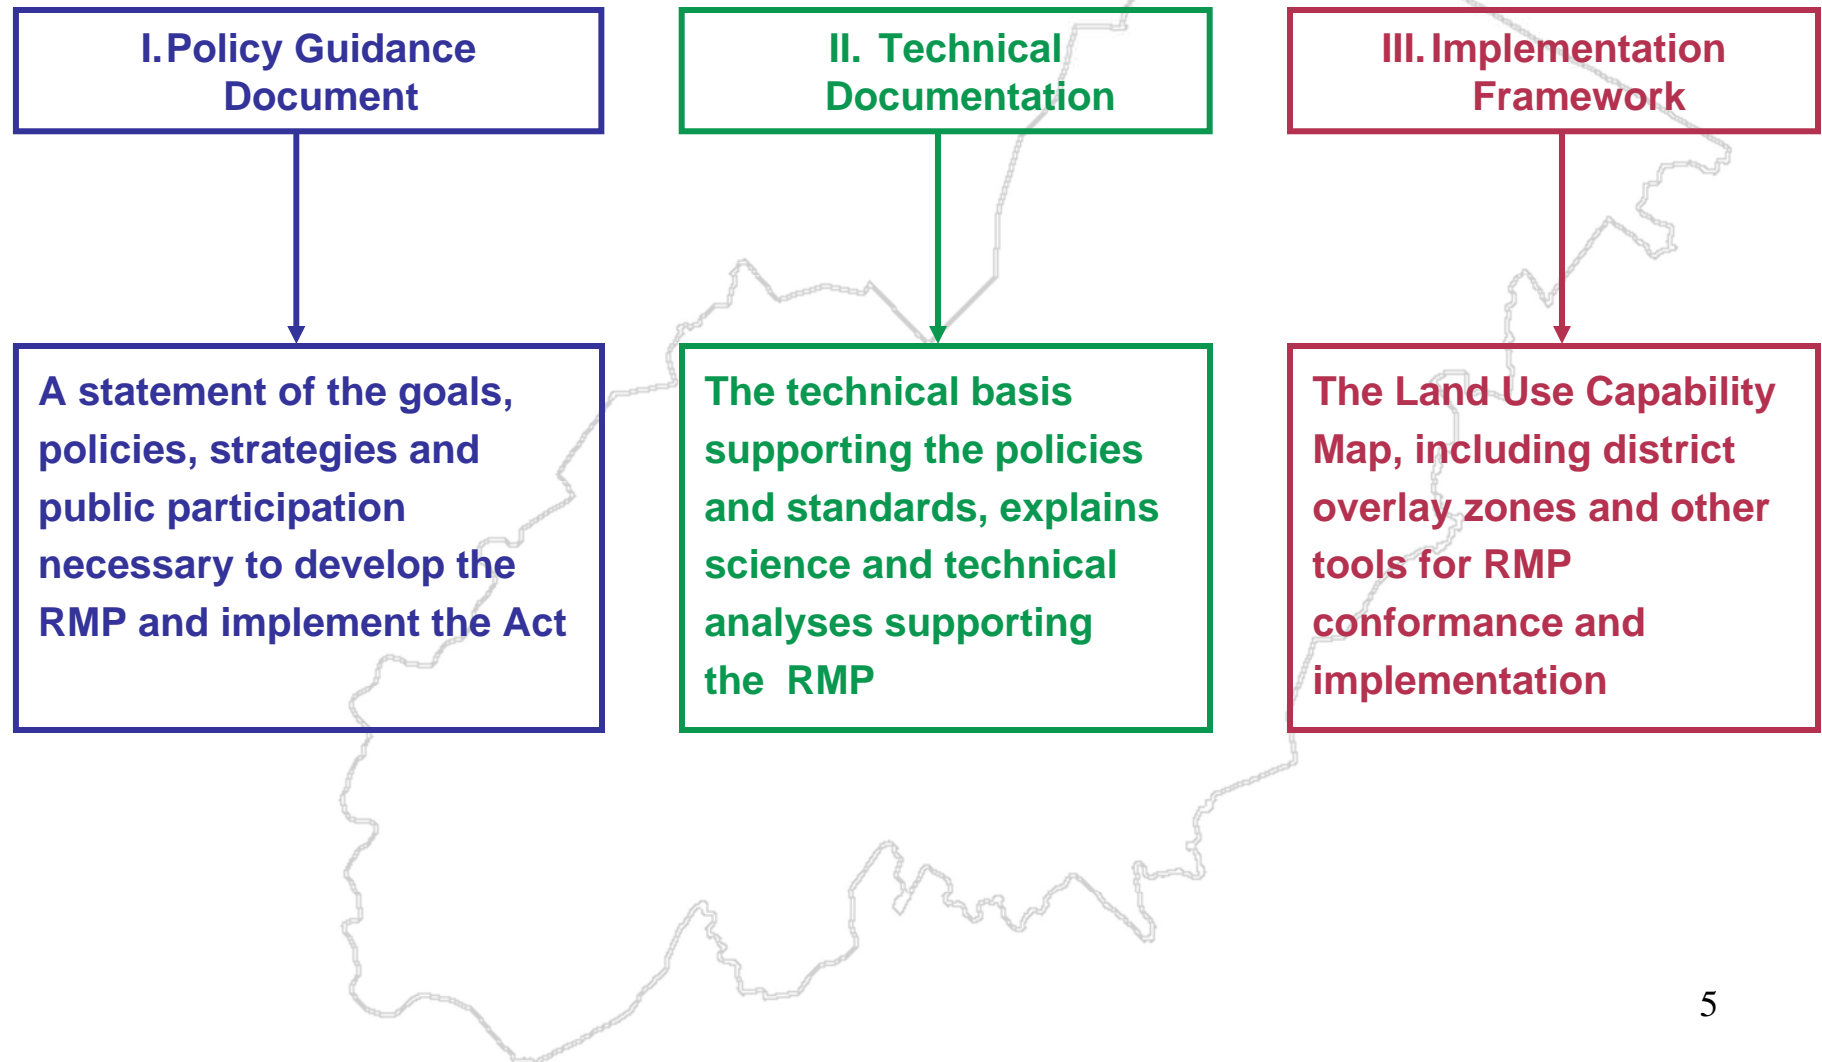 I. Policy Guidance
Document
II. Technical
Documentation
III. Implementation
Framework
A statement of the goals,
policies, strategies and
public participation
necessary to develop the
RMP and implement the Act
The technical basis
supporting the policies
and standards, explains
science and technical
analyses supporting
the RMP
The Land Use Capability
Map, including district
overlay zones and other
tools for RMP
conformance and
implementation
5